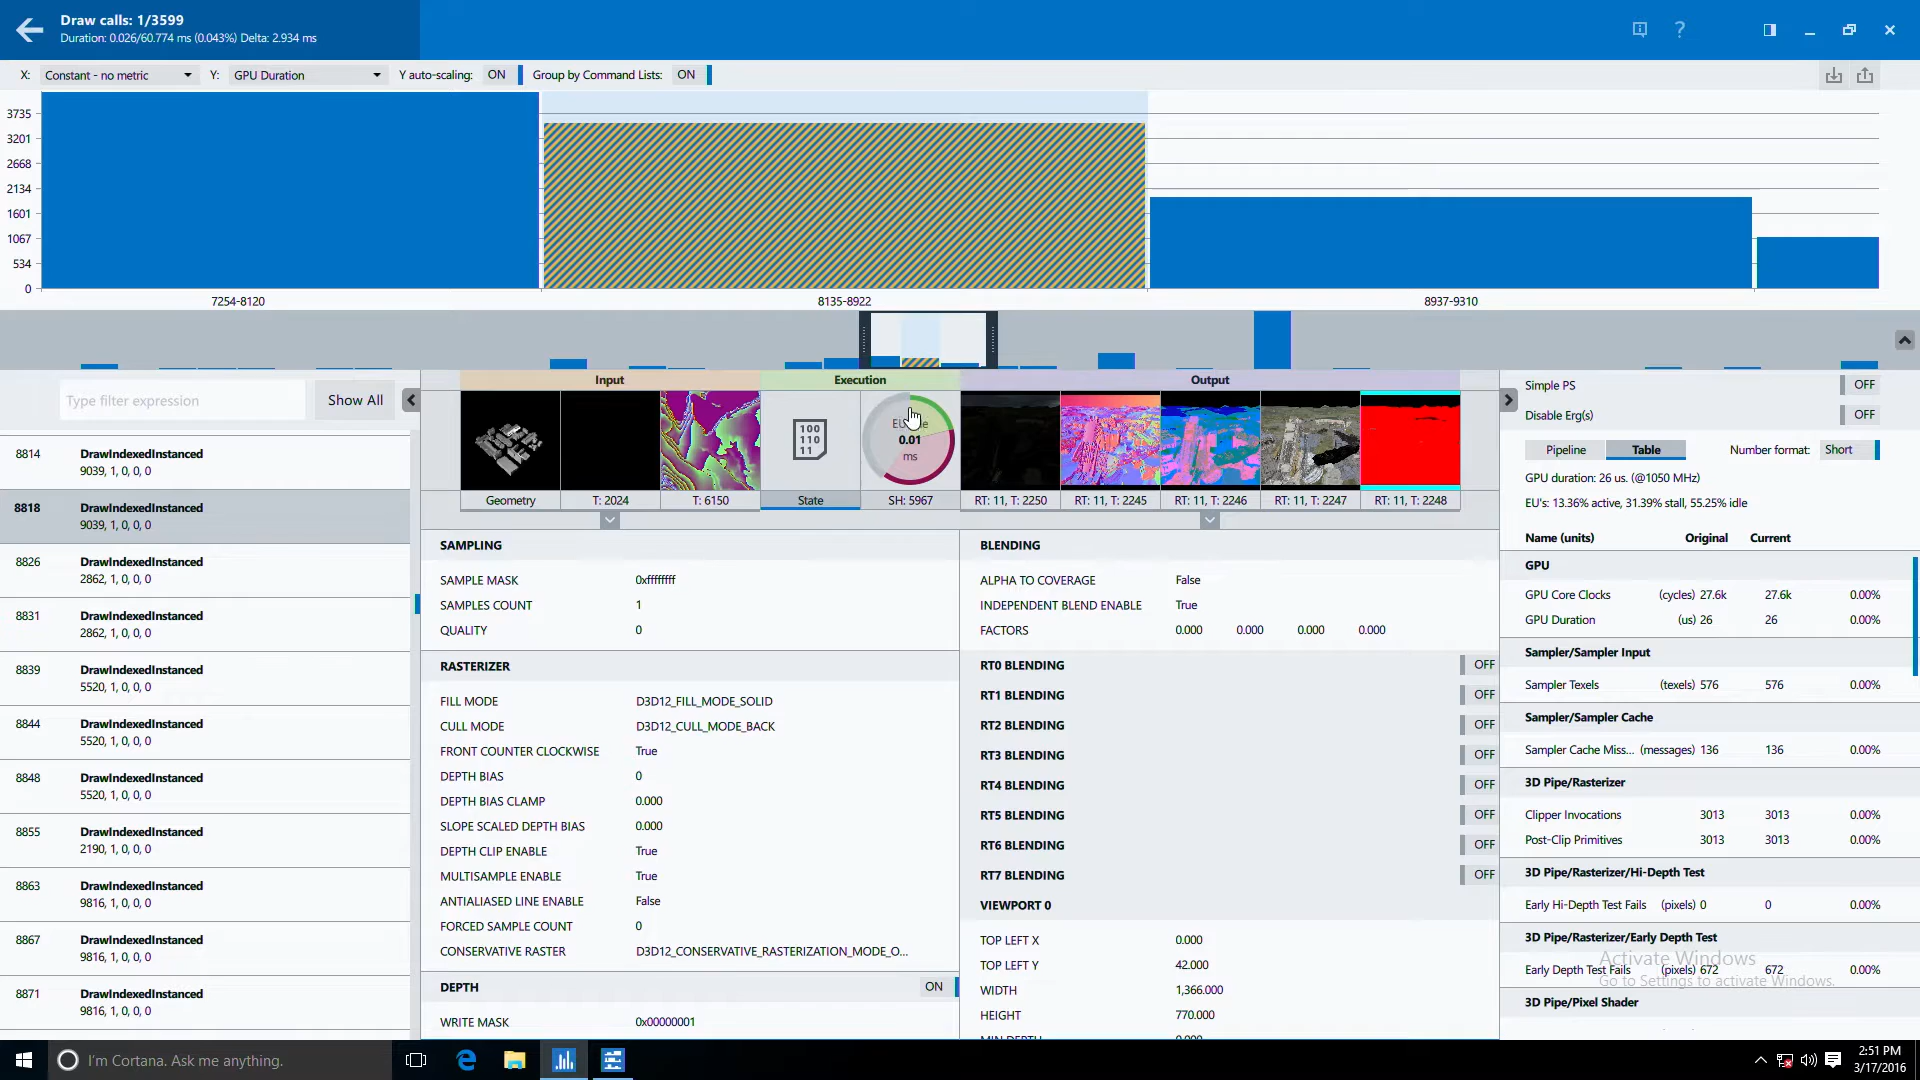 Draw calls: 1/3599
Duration: 0.026/60.774 ms (0.043%) Delta: 2.934 ms
X: Constant - no metric Y: GPU Duration Y auto-scaling: ON Group by Command Lists: ON
3735
3201
2668
2134
1601
1067
534
0
7254-8120 8135-8922 8937-9310
Type filter expression Show All
8814 DrawIndexedInstanced
9039, 1, 0, 0, 0
8818 DrawIndexedInstanced
9039, 1, 0, 0, 0
8826 DrawIndexedInstanced
2862, 1, 0, 0, 0
8831 DrawIndexedInstanced
2862, 1, 0, 0, 0
8839 DrawIndexedInstanced
5520, 1, 0, 0, 0
8844 DrawIndexedInstanced
5520, 1, 0, 0, 0
8848 DrawIndexedInstanced
5520, 1, 0, 0, 0
8855 DrawIndexedInstanced
2190, 1, 0, 0, 0
8863 DrawIndexedInstanced
9816, 1, 0, 0, 0
8867 DrawIndexedInstanced
9816, 1, 0, 0, 0
8871 DrawIndexedInstanced
9816, 1, 0, 0, 0
Input Execution Output
100
110
11
0.01
ms
Geometry T: 2024 T: 6150 State SH: 5967 RT: 11, T: 2250 RT: 11, T: 2245 RT: 11, T: 2246 RT: 11, T: 2247 RT: 11, T: 2248
SAMPLING
SAMPLE MASK 0xffffffff
SAMPLES COUNT 1
QUALITY 0
RASTERIZER
FILL MODE D3D12_FILL_MODE_SOLID
CULL MODE D3D12_CULL_MODE_BACK
FRONT COUNTER CLOCKWISE True
DEPTH BIAS 0
DEPTH BIAS CLAMP 0.000
SLOPE SCALED DEPTH BIAS 0.000
DEPTH CLIP ENABLE True
MULTISAMPLE ENABLE True
ANTIALIASED LINE ENABLE False
FORCED SAMPLE COUNT 0
CONSERVATIVE RASTER D3D12_CONSERVATIVE_RASTERIZATION_MODE_O...
DEPTH ON
WRITE MASK 0x00000001
BLENDING
ALPHA TO COVERAGE False
INDEPENDENT BLEND ENABLE True
FACTORS 0.000 0.000 0.000 0.000
RT0 BLENDING OFF
RT1 BLENDING OFF
RT2 BLENDING OFF
RT3 BLENDING OFF
RT4 BLENDING OFF
RT5 BLENDING OFF
RT6 BLENDING OFF
RT7 BLENDING OFF
VIEWPORT 0
TOP LEFT X 0.000
TOP LEFT Y 42.000
WIDTH 1,366.000
HEIGHT 770.000
MIN DEPTH 0.000
Simple PS OFF
Disable Erg(s) OFF
Pipeline Table Number format: Short
GPU duration: 26 us. (@1050 MHz)
EU's: 13.36% active, 31.39% stall, 55.25% idle
Name (units) Original Current
GPU
GPU Core Clocks (cycles) 27.6k 27.6k 0.00%
GPU Duration (us) 26 26 0.00%
Sampler/Sampler Input
Sampler Texels (texels) 576 576 0.00%
Sampler/Sampler Cache
Sampler Cache Miss... (messages) 136 136 0.00%
3D Pipe/Rasterizer
Clipper Invocations 3013 3013 0.00%
Post-Clip Primitives 3013 3013 0.00%
3D Pipe/Rasterizer/Hi-Depth Test
Early Hi-Depth Test Fails (pixels) 0 0 0.00%
3D Pipe/Rasterizer/Early Depth Test
Early Depth Test Fails (pixels) 672 672 0.00%
3D Pipe/Pixel Shader
Activate Windows
Go to Settings to activate Windows.
I'm Cortana. Ask me anything.
2:51 PM
3/17/2016